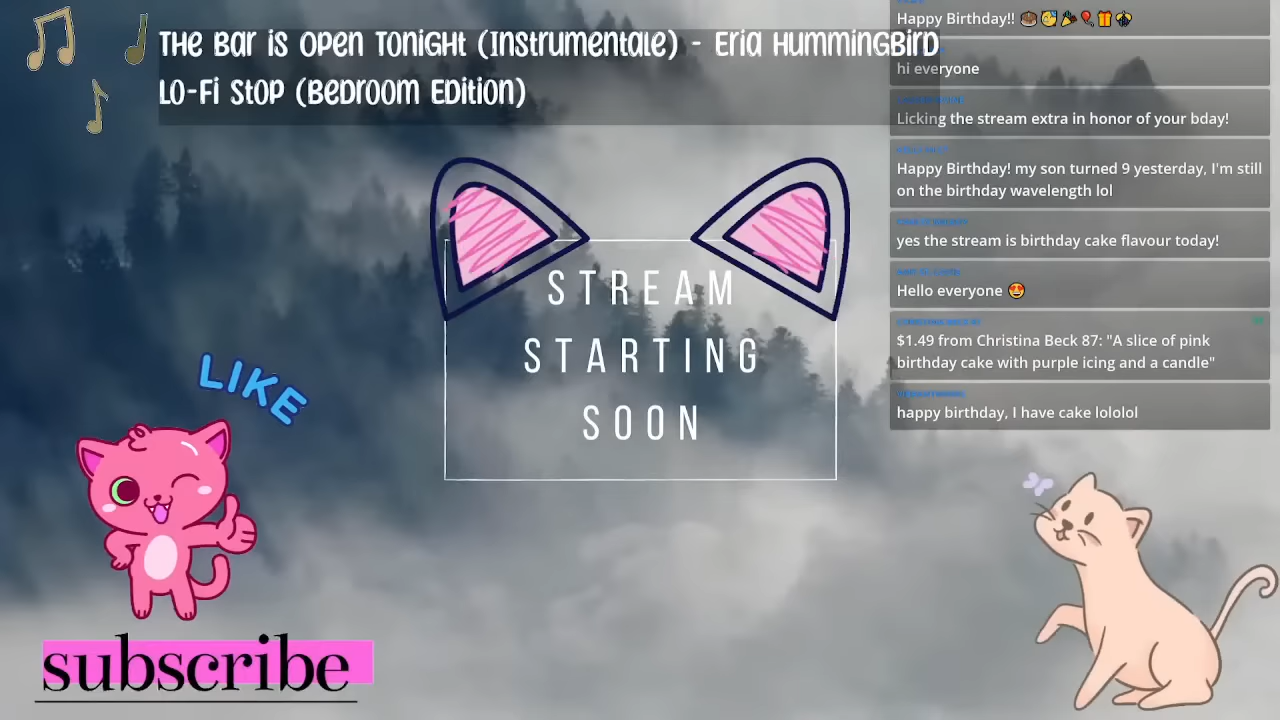 The Bar is Open Tonight (Instrumentale) - Eria Hummingbird
Lo-Fi Stop (Bedroom Edition)
STREAM
STARTING
SOON
LIKE
subscribe
Happy Birthday!! 🎂🥳🎉🎈🎁🐝
hi everyone
Licking the stream extra in honor of your bday!
Happy Birthday! my son turned 9 yesterday, I'm still
on the birthday wavelength lol
yes the stream is birthday cake flavour today!
Hello everyone 😍
$1.49 from Christina Beck 87: "A slice of pink
birthday cake with purple icing and a candle"
happy birthday, I have cake lololol